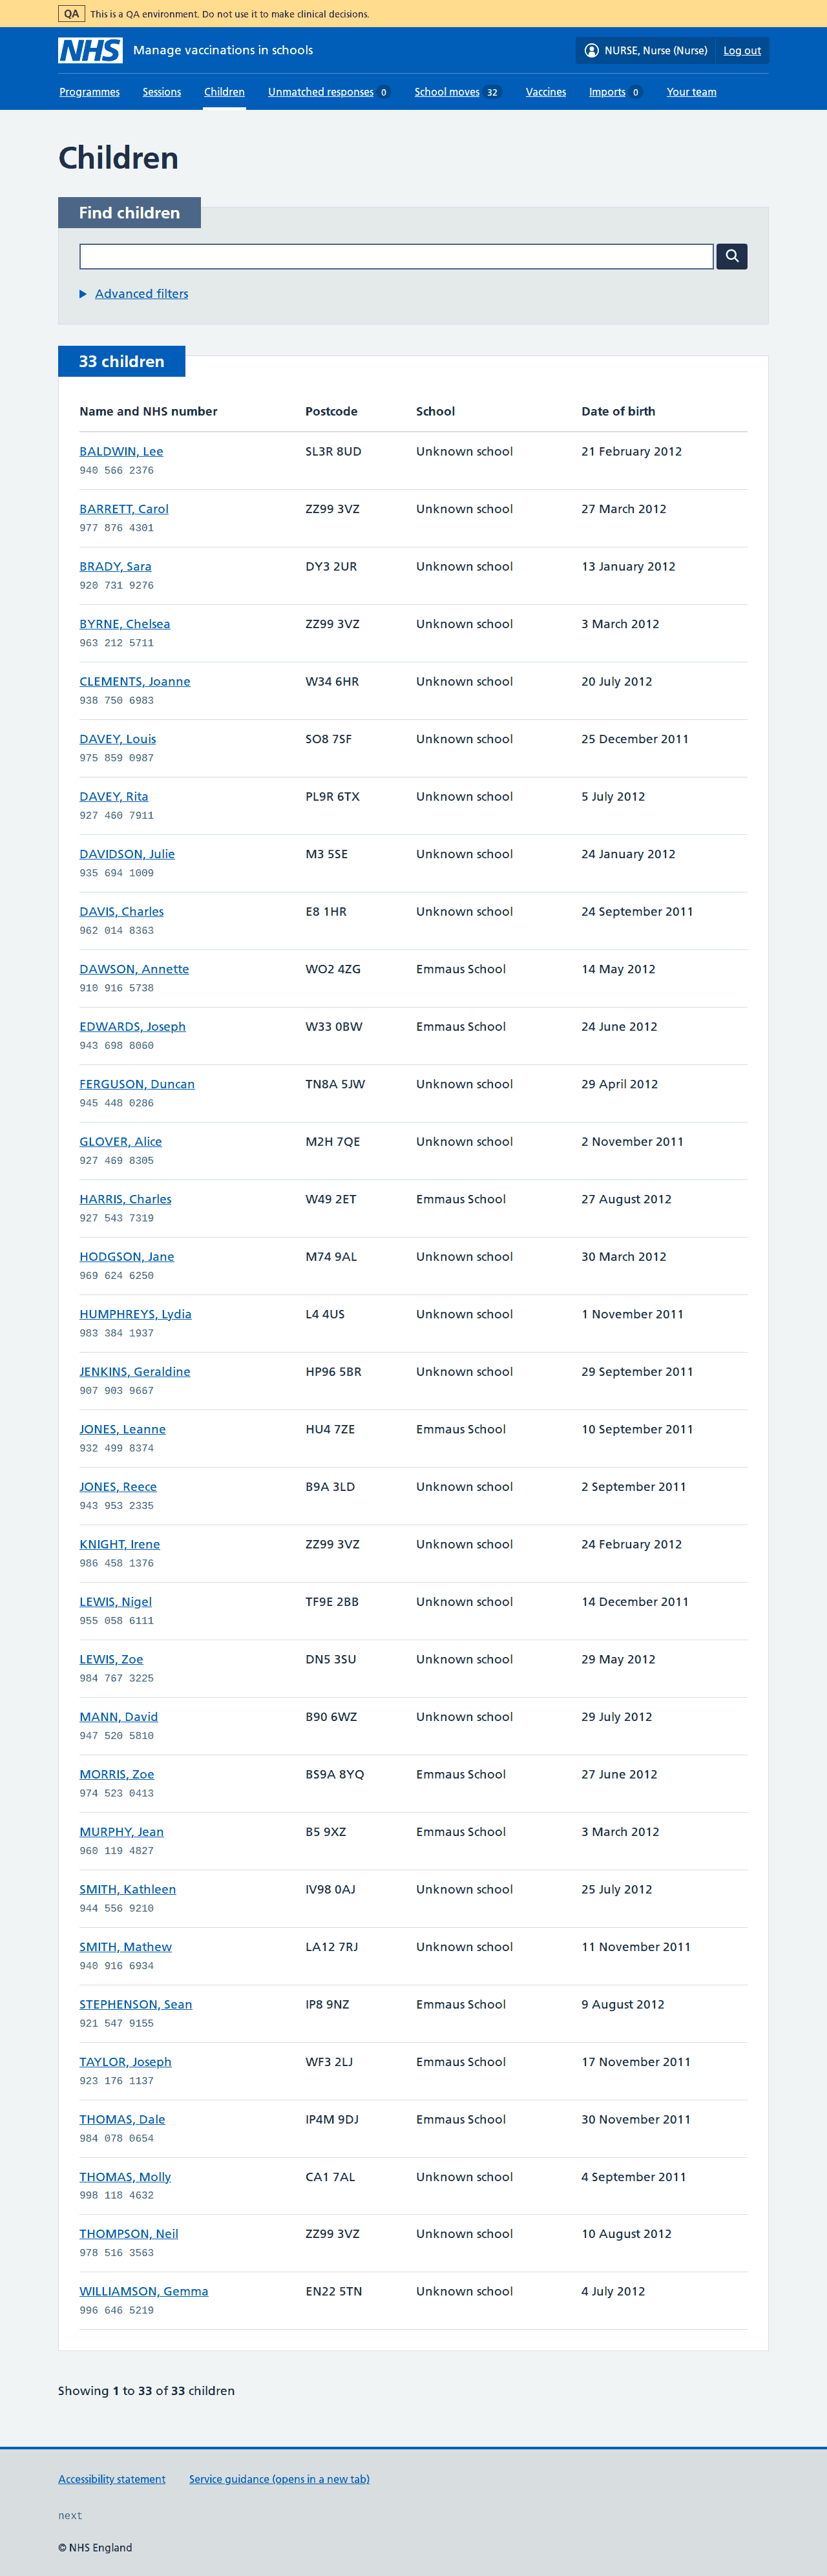 QA This is a QA environment. Do not use it to make clinical decisions.
NHS Manage vaccinations in schools NURSE, Nurse (Nurse) Log out
Programmes Sessions Children Unmatched responses 0 School moves 32 Vaccines Imports 0 Your team
Children
Find children
Advanced filters
33 children
Name and NHS number Postcode School Date of birth
BALDWIN, Lee SL3R 8UD Unknown school 21 February 2012
940 566 2376
BARRETT, Carol ZZ99 3VZ Unknown school 27 March 2012
977 876 4301
BRADY, Sara DY3 2UR Unknown school 13 January 2012
920 731 9276
BYRNE, Chelsea ZZ99 3VZ Unknown school 3 March 2012
963 212 5711
CLEMENTS, Joanne W34 6HR Unknown school 20 July 2012
938 750 6983
DAVEY, Louis SO8 7SF Unknown school 25 December 2011
975 859 0987
DAVEY, Rita PL9R 6TX Unknown school 5 July 2012
927 460 7911
DAVIDSON, Julie M3 5SE Unknown school 24 January 2012
935 694 1009
DAVIS, Charles E8 1HR Unknown school 24 September 2011
962 014 8363
DAWSON, Annette WO2 4ZG Emmaus School 14 May 2012
910 916 5738
EDWARDS, Joseph W33 0BW Emmaus School 24 June 2012
943 698 8060
FERGUSON, Duncan TN8A 5JW Unknown school 29 April 2012
945 448 0286
GLOVER, Alice M2H 7QE Unknown school 2 November 2011
927 469 8305
HARRIS, Charles W49 2ET Emmaus School 27 August 2012
927 543 7319
HODGSON, Jane M74 9AL Unknown school 30 March 2012
969 624 6250
HUMPHREYS, Lydia L4 4US Unknown school 1 November 2011
983 384 1937
JENKINS, Geraldine HP96 5BR Unknown school 29 September 2011
907 903 9667
JONES, Leanne HU4 7ZE Emmaus School 10 September 2011
932 499 8374
JONES, Reece B9A 3LD Unknown school 2 September 2011
943 953 2335
KNIGHT, Irene ZZ99 3VZ Unknown school 24 February 2012
986 458 1376
LEWIS, Nigel TF9E 2BB Unknown school 14 December 2011
955 058 6111
LEWIS, Zoe DN5 3SU Unknown school 29 May 2012
984 767 3225
MANN, David B90 6WZ Unknown school 29 July 2012
947 520 5810
MORRIS, Zoe BS9A 8YQ Emmaus School 27 June 2012
974 523 0413
MURPHY, Jean B5 9XZ Emmaus School 3 March 2012
960 119 4827
SMITH, Kathleen IV98 0AJ Unknown school 25 July 2012
944 556 9210
SMITH, Mathew LA12 7RJ Unknown school 11 November 2011
940 916 6934
STEPHENSON, Sean IP8 9NZ Emmaus School 9 August 2012
921 547 9155
TAYLOR, Joseph WF3 2LJ Emmaus School 17 November 2011
923 176 1137
THOMAS, Dale IP4M 9DJ Emmaus School 30 November 2011
984 078 0654
THOMAS, Molly CA1 7AL Unknown school 4 September 2011
998 118 4632
THOMPSON, Neil ZZ99 3VZ Unknown school 10 August 2012
978 516 3563
WILLIAMSON, Gemma EN22 5TN Unknown school 4 July 2012
996 646 5219
Showing 1 to 33 of 33 children
Accessibility statement Service guidance (opens in a new tab)
next
© NHS England